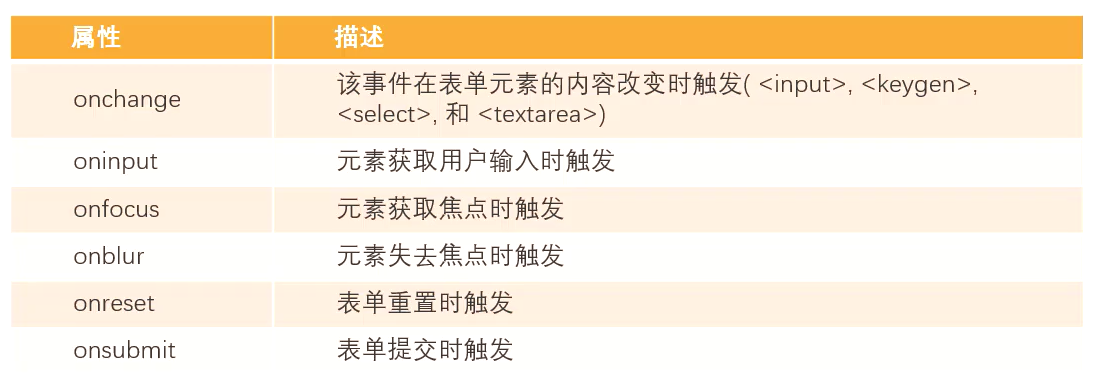 属性 描述
onchange 该事件在表单元素的内容改变时触发( <input>, <keygen>,
<select>, 和 <textarea>)
oninput 元素获取用户输入时触发
onfocus 元素获取焦点时触发
onblur 元素失去焦点时触发
onreset 表单重置时触发
onsubmit 表单提交时触发